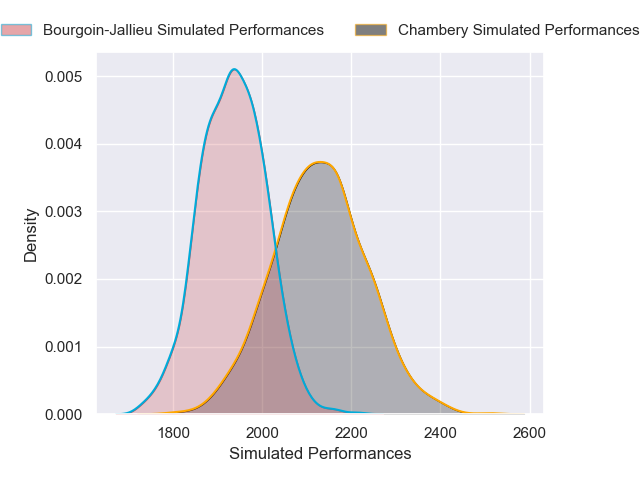 Bourgoin-Jallieu Simulated Performances
Chambery Simulated Performances
0.005
0.004
0.003
0.002
0.001
0.000
Density
1800
2000
2200
2400
2600
Simulated Performances